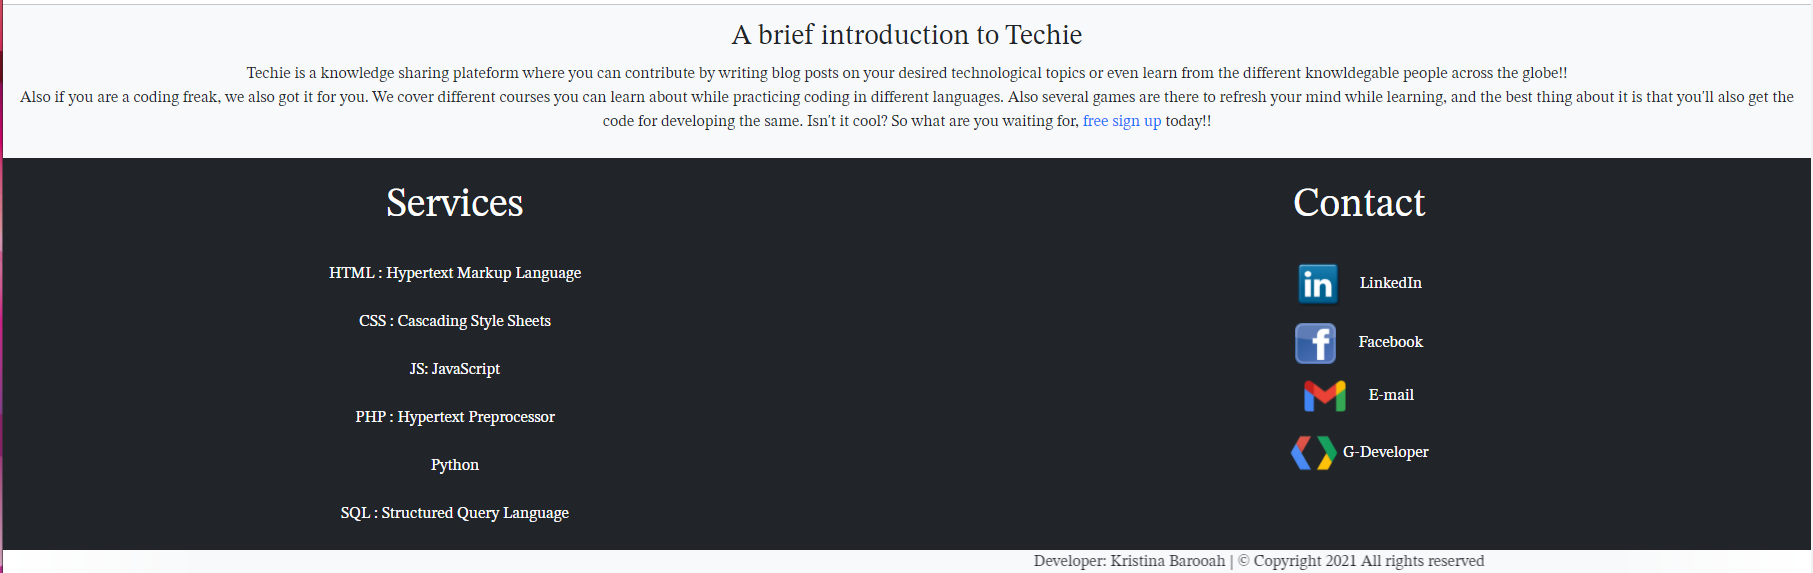 A brief introduction to Techie
Techie is a knowledge sharing plateform where you can contribute by writing blog posts on your desired technological topics or even learn from the different knowldegable people across the globe!!
Also if you are a coding freak, we also got it for you. We cover different courses you can learn about while practicing coding in different languages. Also several games are there to refresh your mind while learning, and the best thing about it is that you'll also get the
code for developing the same. Isn't it cool? So what are you waiting for, free sign up today!!
Services
HTML : Hypertext Markup Language
CSS : Cascading Style Sheets
JS: JavaScript
PHP : Hypertext Preprocessor
Python
SQL : Structured Query Language
Contact
in LinkedIn
f Facebook
M E-mail
G-Developer
Developer: Kristina Barooah | © Copyright 2021 All rights reserved